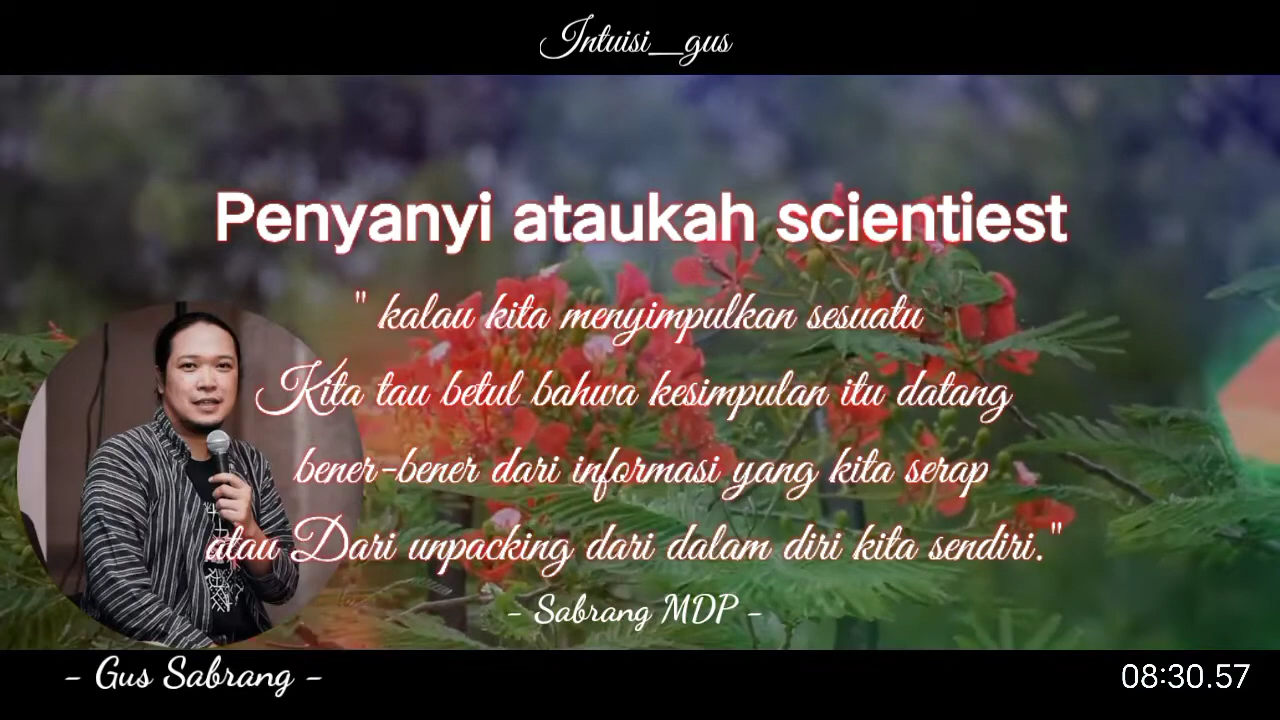 Intuisi__gus
Penyanyi ataukah scientiest
" kalau kita menyimpulkan sesuatu
Kita tau betul bahwa kesimpulan itu datang
bener-bener dari informasi yang kita serap
atau Dari unpacking dari dalam diri kita sendiri."
- Sabrang MDP -
- Gus Sabrang -
08:30.57